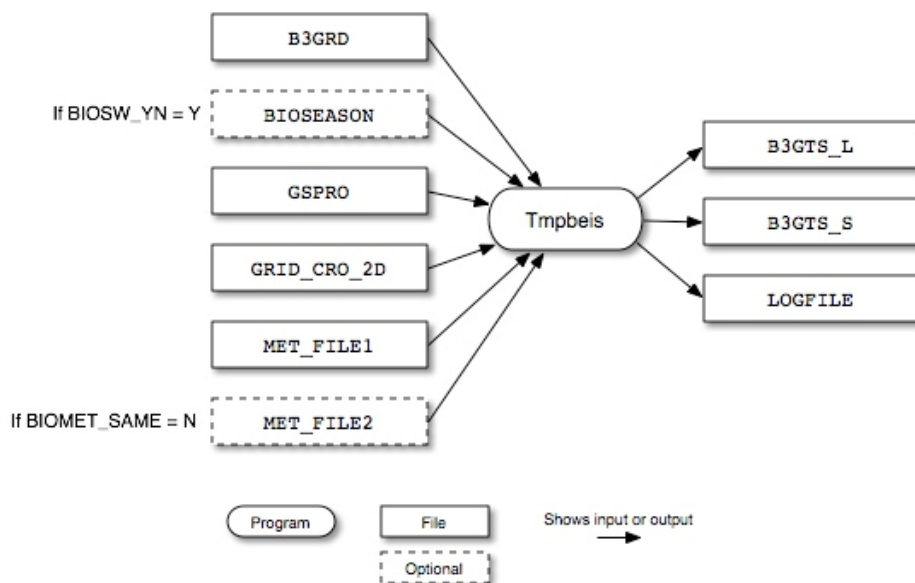 B3GRD
If BIOSW_YN = Y
BIOSEASON
GSPRO
GRID_CRO_2D
MET_FILE1
If BIOMET_SAME = N
MET_FILE2
Tmpbeis
B3GTS_L
B3GTS_S
LOGFILE
Program
File
Optional
Shows input or output